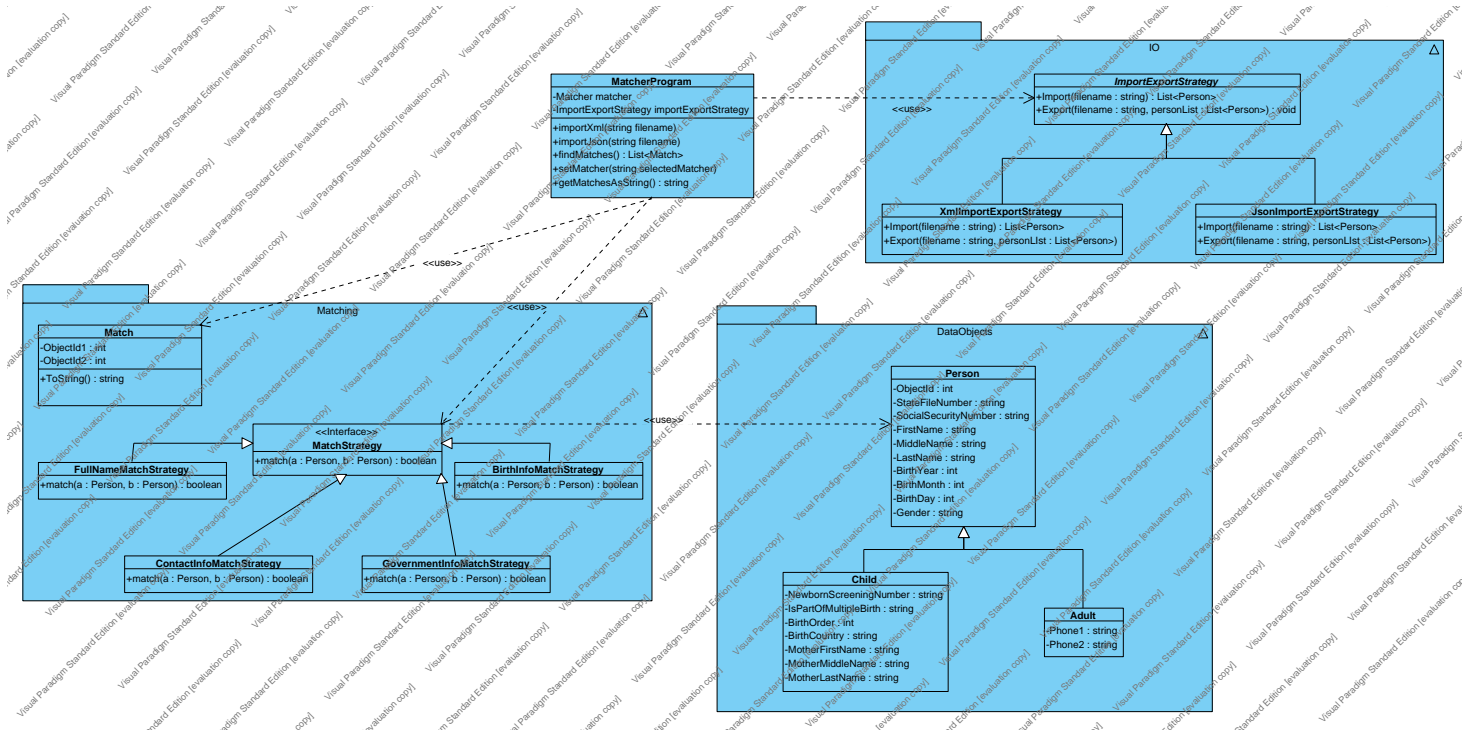 MatcherProgram
-Matcher matcher
-ImportExportStrategy importExportStrategy
+importXml(string filename)
+importJson(string filename)
+findMatches() : List<Match>
+setMatcher(string selectedMatcher)
+getMatchesAsString() : string
<<use>>
IO
ImportExportStrategy
+Import(filename : string) : List<Person>
+Export(filename : string, personList : List<Person>) : void
XmlImportExportStrategy
+Import(filename : string) : List<Person>
+Export(filename : string, personLIst : List<Person>)
JsonImportExportStrategy
+Import(filename : string) : List<Person>
+Export(filename : string, personLIst : List<Person>)
<<use>>
<<use>>
Matching
Match
-ObjectId1 : int
-ObjectId2 : int
+ToString() : string
<<Interface>>
MatchStrategy
+match(a : Person, b : Person) : boolean
FullNameMatchStrategy
+match(a : Person, b : Person) : boolean
BirthInfoMatchStrategy
+match(a : Person, b : Person) : boolean
ContactInfoMatchStrategy
+match(a : Person, b : Person) : boolean
GovernmentInfoMatchStrategy
+match(a : Person, b : Person) : boolean
<<use>>
DataObjects
Person
-ObjectId : int
-StateFileNumber : string
-SocialSecurityNumber : string
-FirstName : string
-MiddleName : string
-LastName : string
-BirthYear : int
-BirthMonth : int
-BirthDay : int
-Gender : string
Child
-NewbornScreeningNumber : string
-IsPartOfMultipleBirth : string
-BirthOrder : int
-BirthCountry : string
-MotherFirstName : string
-MotherMiddleName : string
-MotherLastName : string
Adult
-Phone1 : string
-Phone2 : string
Visual Paradigm Standard Edition [evaluation copy]